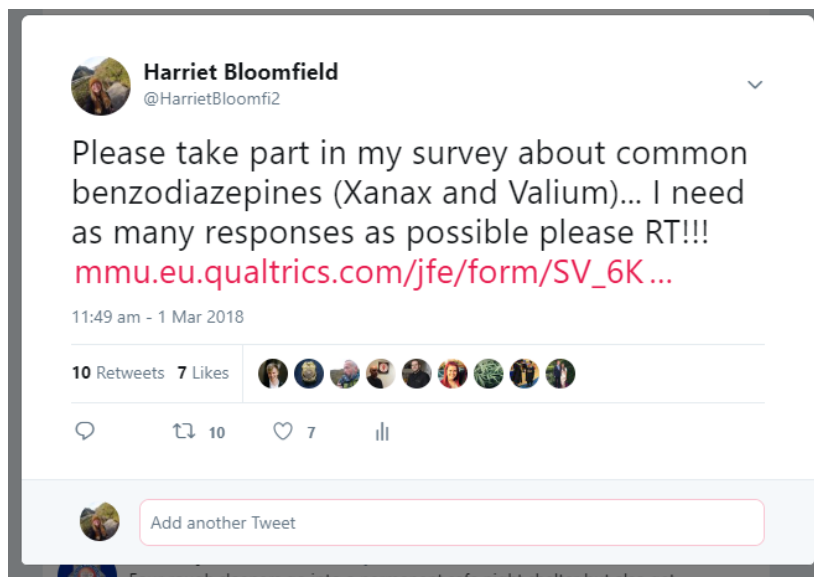 Harriet Bloomfield
@HarrietBloomfi2
Please take part in my survey about common
benzodiazepines (Xanax and Valium)... I need
as many responses as possible please RT!!!
mmu.eu.qualtrics.com/jfe/form/SV_6K...
11:49 am - 1 Mar 2018
10 Retweets 7 Likes
10 7
Add another Tweet